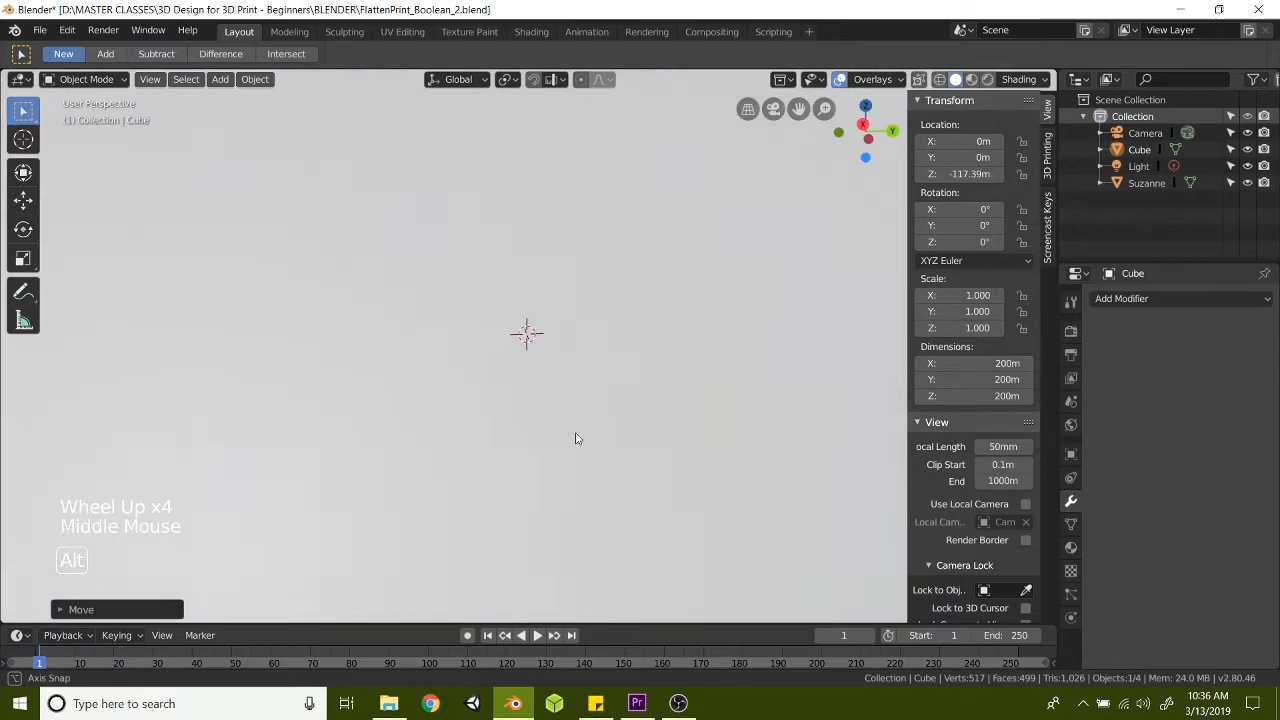 Blender* [D:\MASTER CLASSES\3D Design for 3D Print - Beginners\BLENDER\FlattenPrint_Boolean_2.blend]
File Edit Render Window Help Layout Modeling Sculpting UV Editing Texture Paint Shading Animation Rendering Compositing Scripting + Scene View Layer
New Add Subtract Difference Intersect
Object Mode View Select Add Object Global Overlays Shading
User Perspective
(1) Collection | Cube
Transform
Location:
X: 0m
Y: 0m
Z: -117.39m
Rotation:
X: 0°
Y: 0°
Z: 0°
XYZ Euler
Scale:
X: 1.000
Y: 1.000
Z: 1.000
Dimensions:
X: 200m
Y: 200m
Z: 200m
View
ocal Length 50mm
Clip Start 0.1m
End 1000m
Use Local Camera
Local Cam.. Cam
Render Border
Camera Lock
Lock to Obj..
Lock to 3D Cursor
View
3D Printing
Screencast Keys
Z
X
Y
Scene Collection
Collection
Camera
Cube
Light
Suzanne
Cube
Add Modifier
Wheel Up x4
Middle Mouse
Alt
Move
Playback Keying View Marker 1 Start: 1 End: 250
1 10 20 30 40 50 60 70 80 90 100 110 120 130 140 150 160 170 180 190 200 210 220 230 240 250
Axis Snap Collection | Cube | Verts:517 | Faces:499 | Tris:1,026 | Objects:1/4 | Mem: 24.0 MB | v2.80.46
Type here to search Pr 10:36 AM
3/13/2019